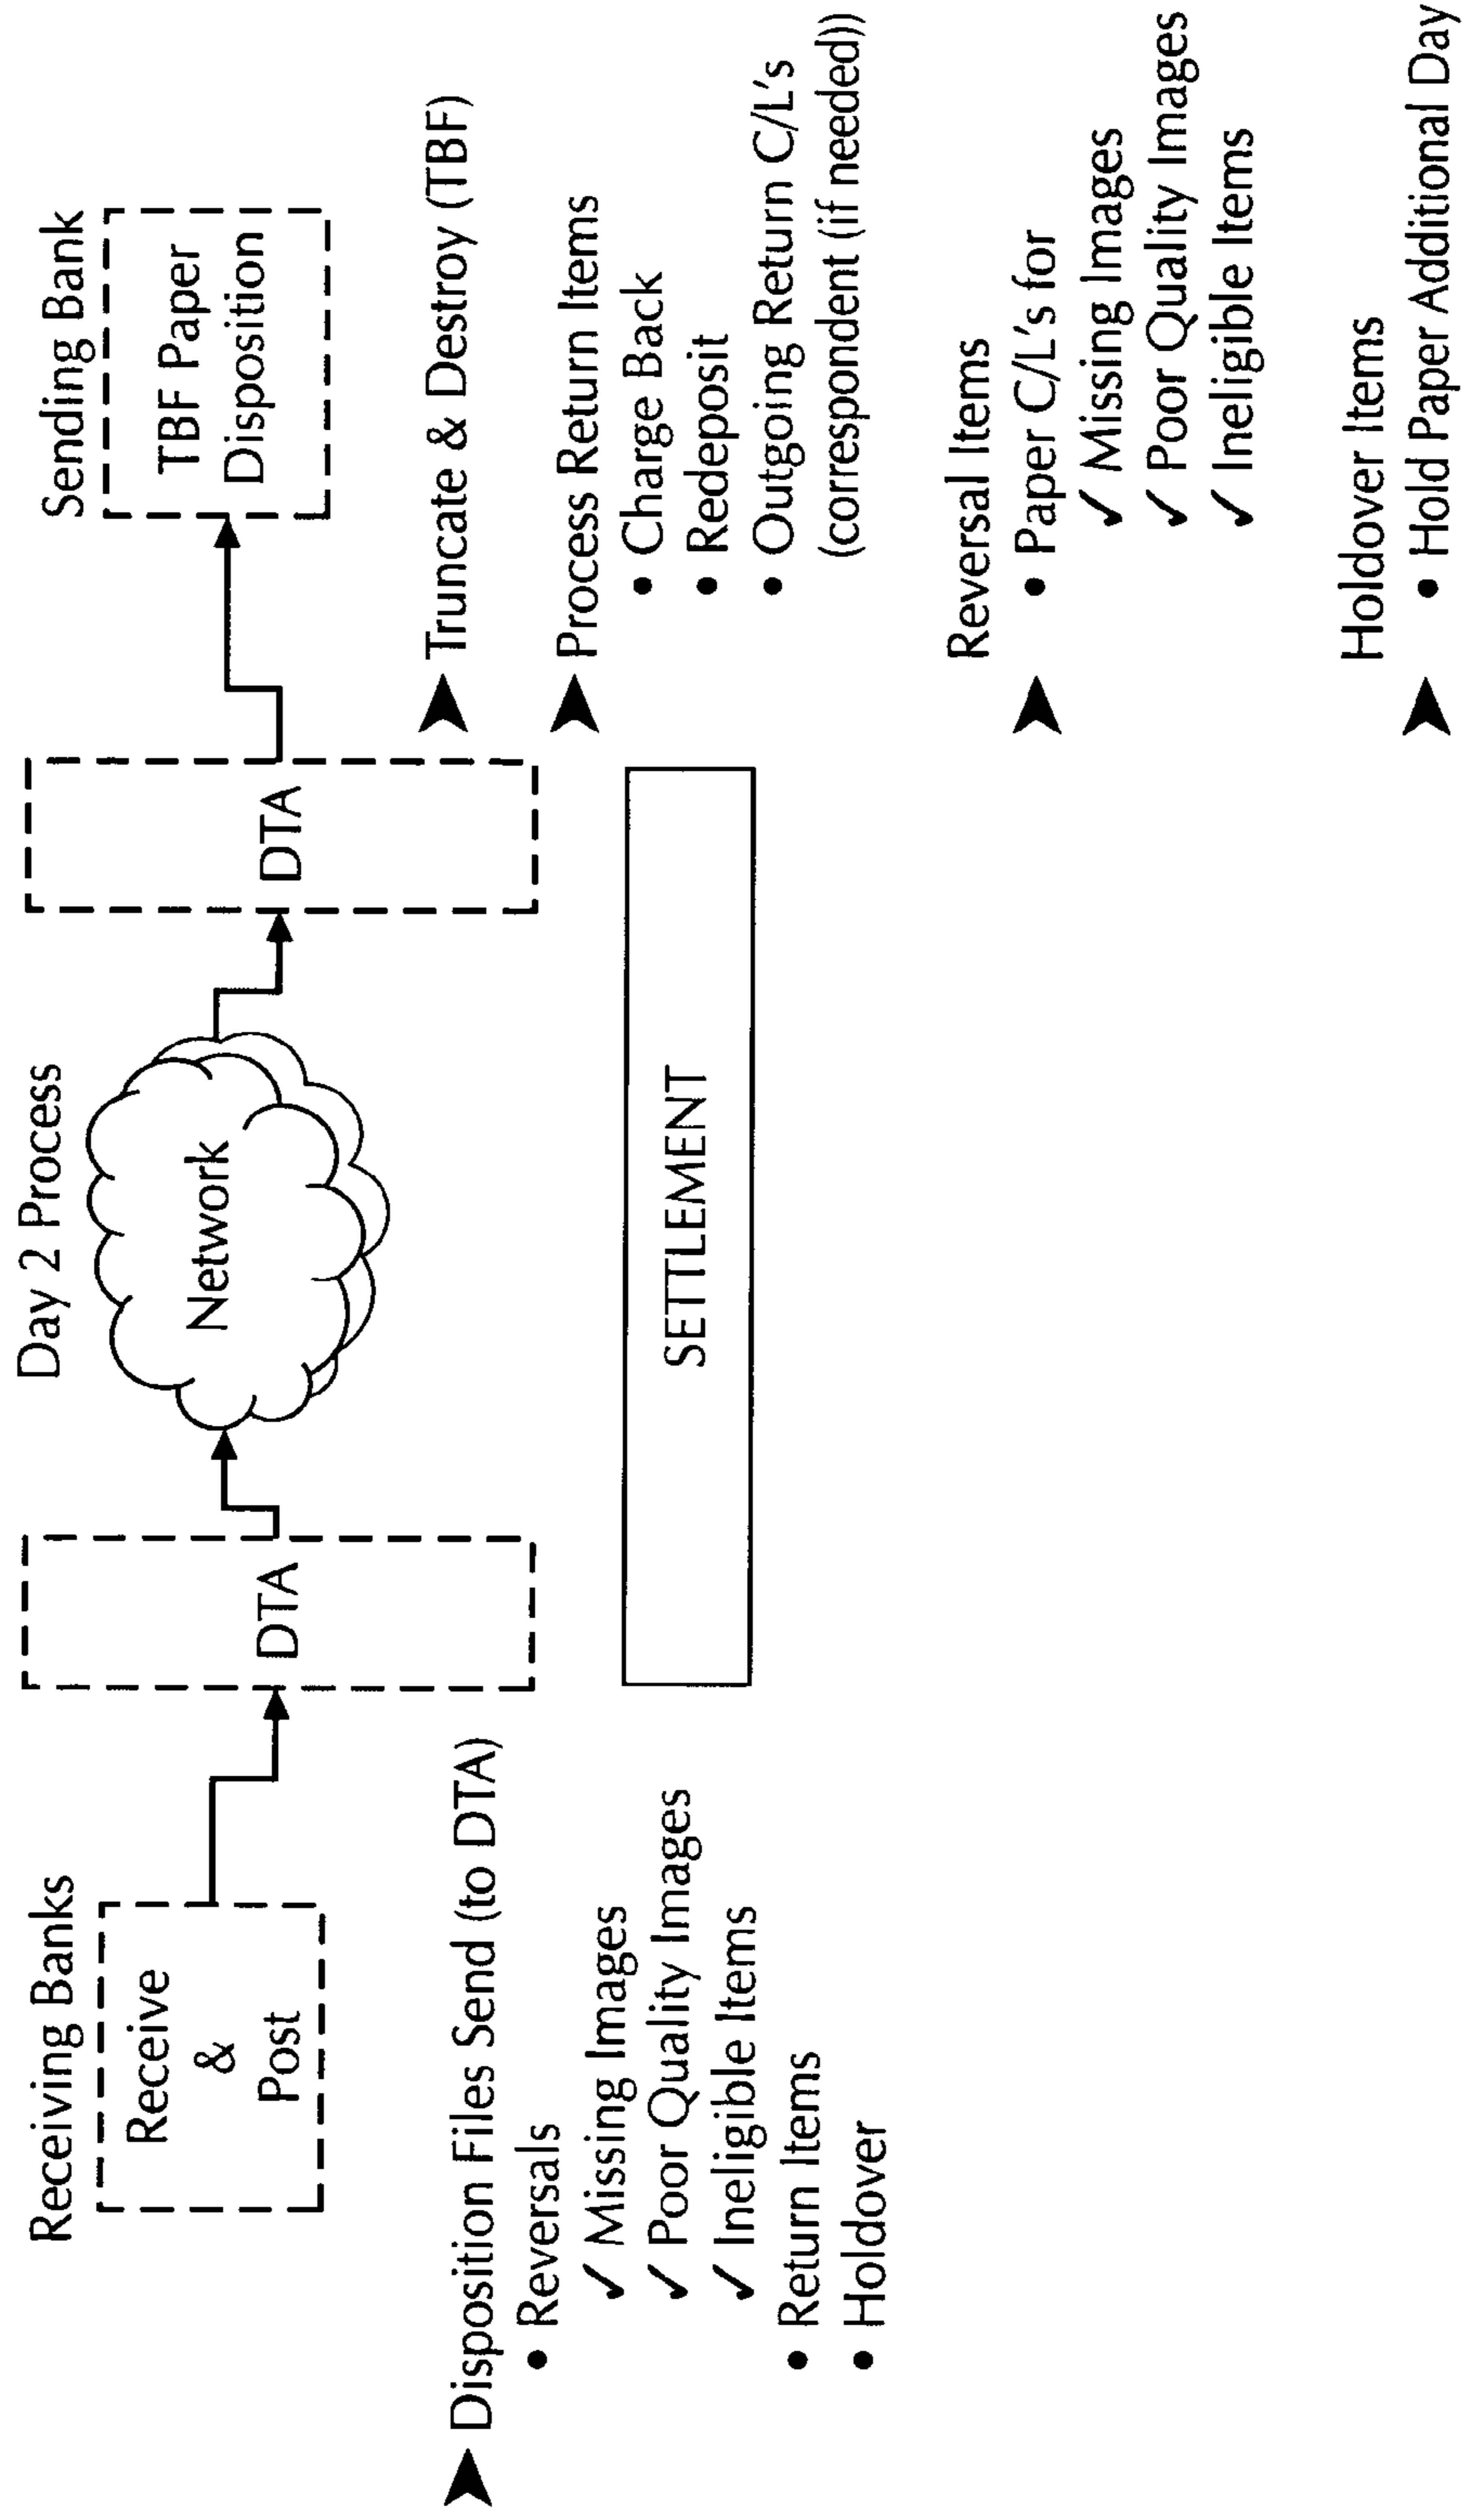 Day 2 Process
Receiving Banks
Receive
&
Post
DTA
Network
DTA
Sending Bank
TBF Paper
Disposition
➤ Disposition Files Send (to DTA)
• Reversals
✓ Missing Images
✓ Poor Quality Images
✓ Ineligible Items
• Return Items
• Holdover
SETTLEMENT
➤ Truncate & Destroy (TBF)
➤ Process Return Items
• Charge Back
• Redeposit
• Outgoing Return C/L's
(correspondent (if needed))
Reversal Items
➤ • Paper C/L's for
✓ Missing Images
✓ Poor Quality Images
✓ Ineligible Items
Holdover Items
➤ • Hold Paper Additional Day